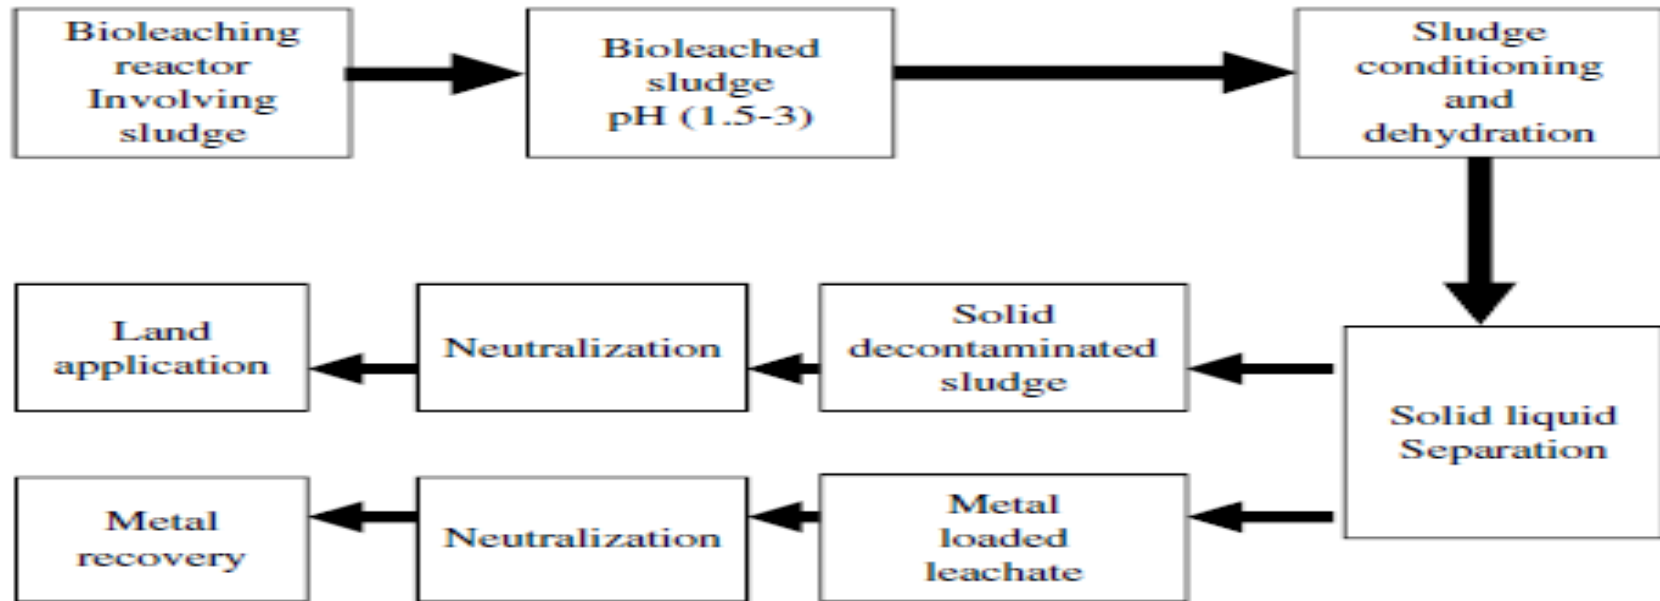 Bioleaching
reactor
Involving
sludge
Bioleached
sludge
pH (1.5-3)
Sludge
conditioning
and
dehydration
Land
application
Neutralization
Solid
decontaminated
sludge
Solid liquid
Separation
Metal
recovery
Neutralization
Metal
loaded
leachate